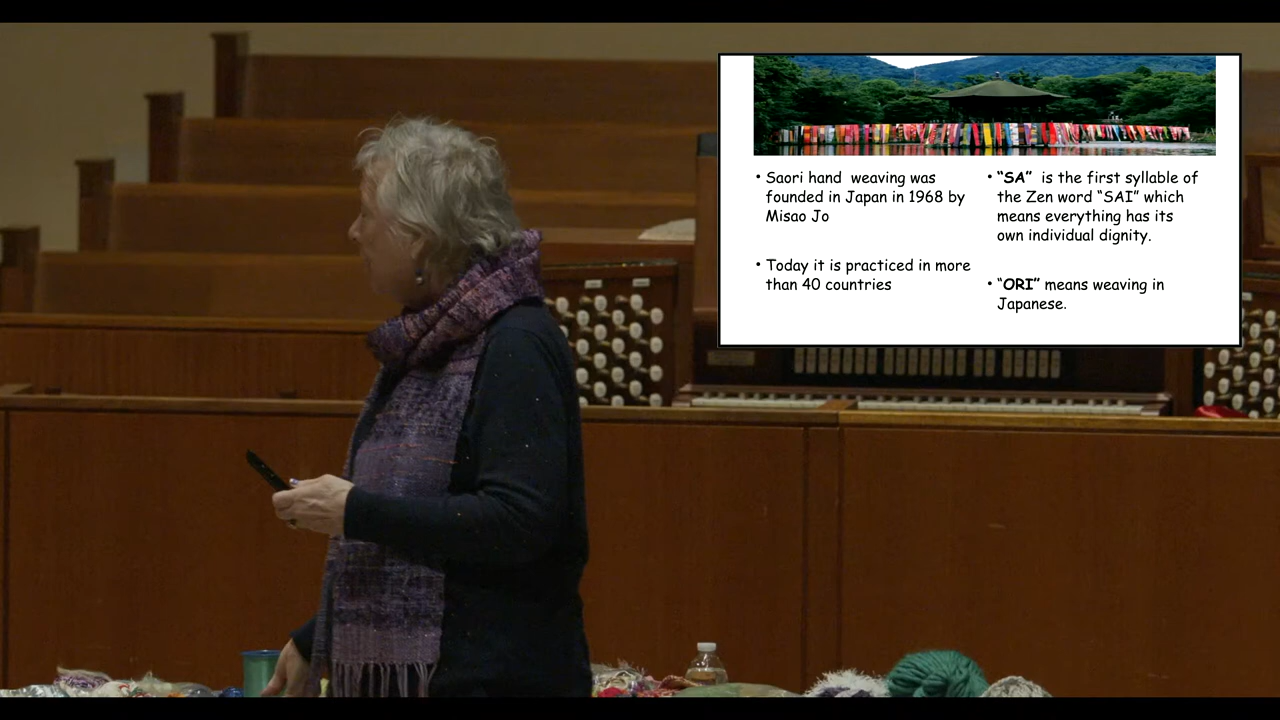 • Saori hand  weaving was
founded in Japan in 1968 by
Misao Jo
• Today it is practiced in more
than 40 countries
• “SA”  is the first syllable of
the Zen word “SAI” which
means everything has its
own individual dignity.
• “ORI” means weaving in
Japanese.